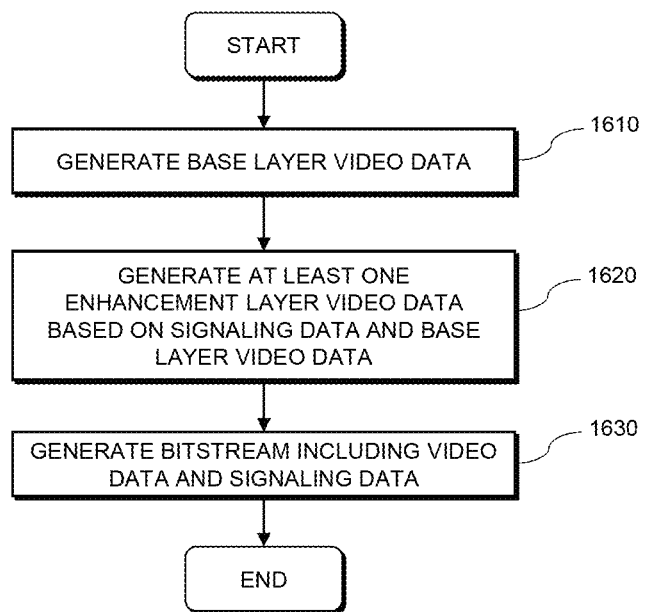 START
1610
GENERATE BASE LAYER VIDEO DATA
1620
GENERATE AT LEAST ONE
ENHANCEMENT LAYER VIDEO DATA
BASED ON SIGNALING DATA AND BASE
LAYER VIDEO DATA
1630
GENERATE BITSTREAM INCLUDING VIDEO
DATA AND SIGNALING DATA
END